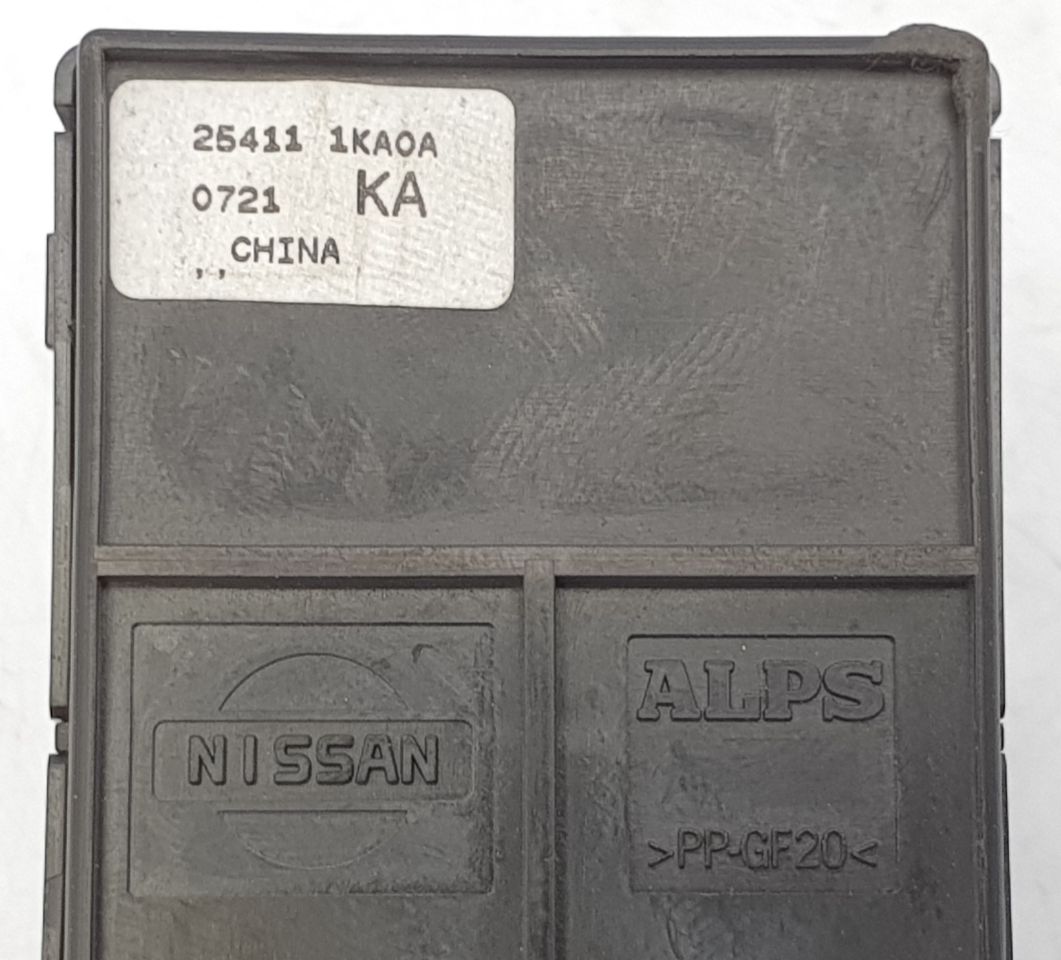 25411 1KA0A
0721 KA
,,CHINA
NISSAN
ALPS
>PP-GF20<